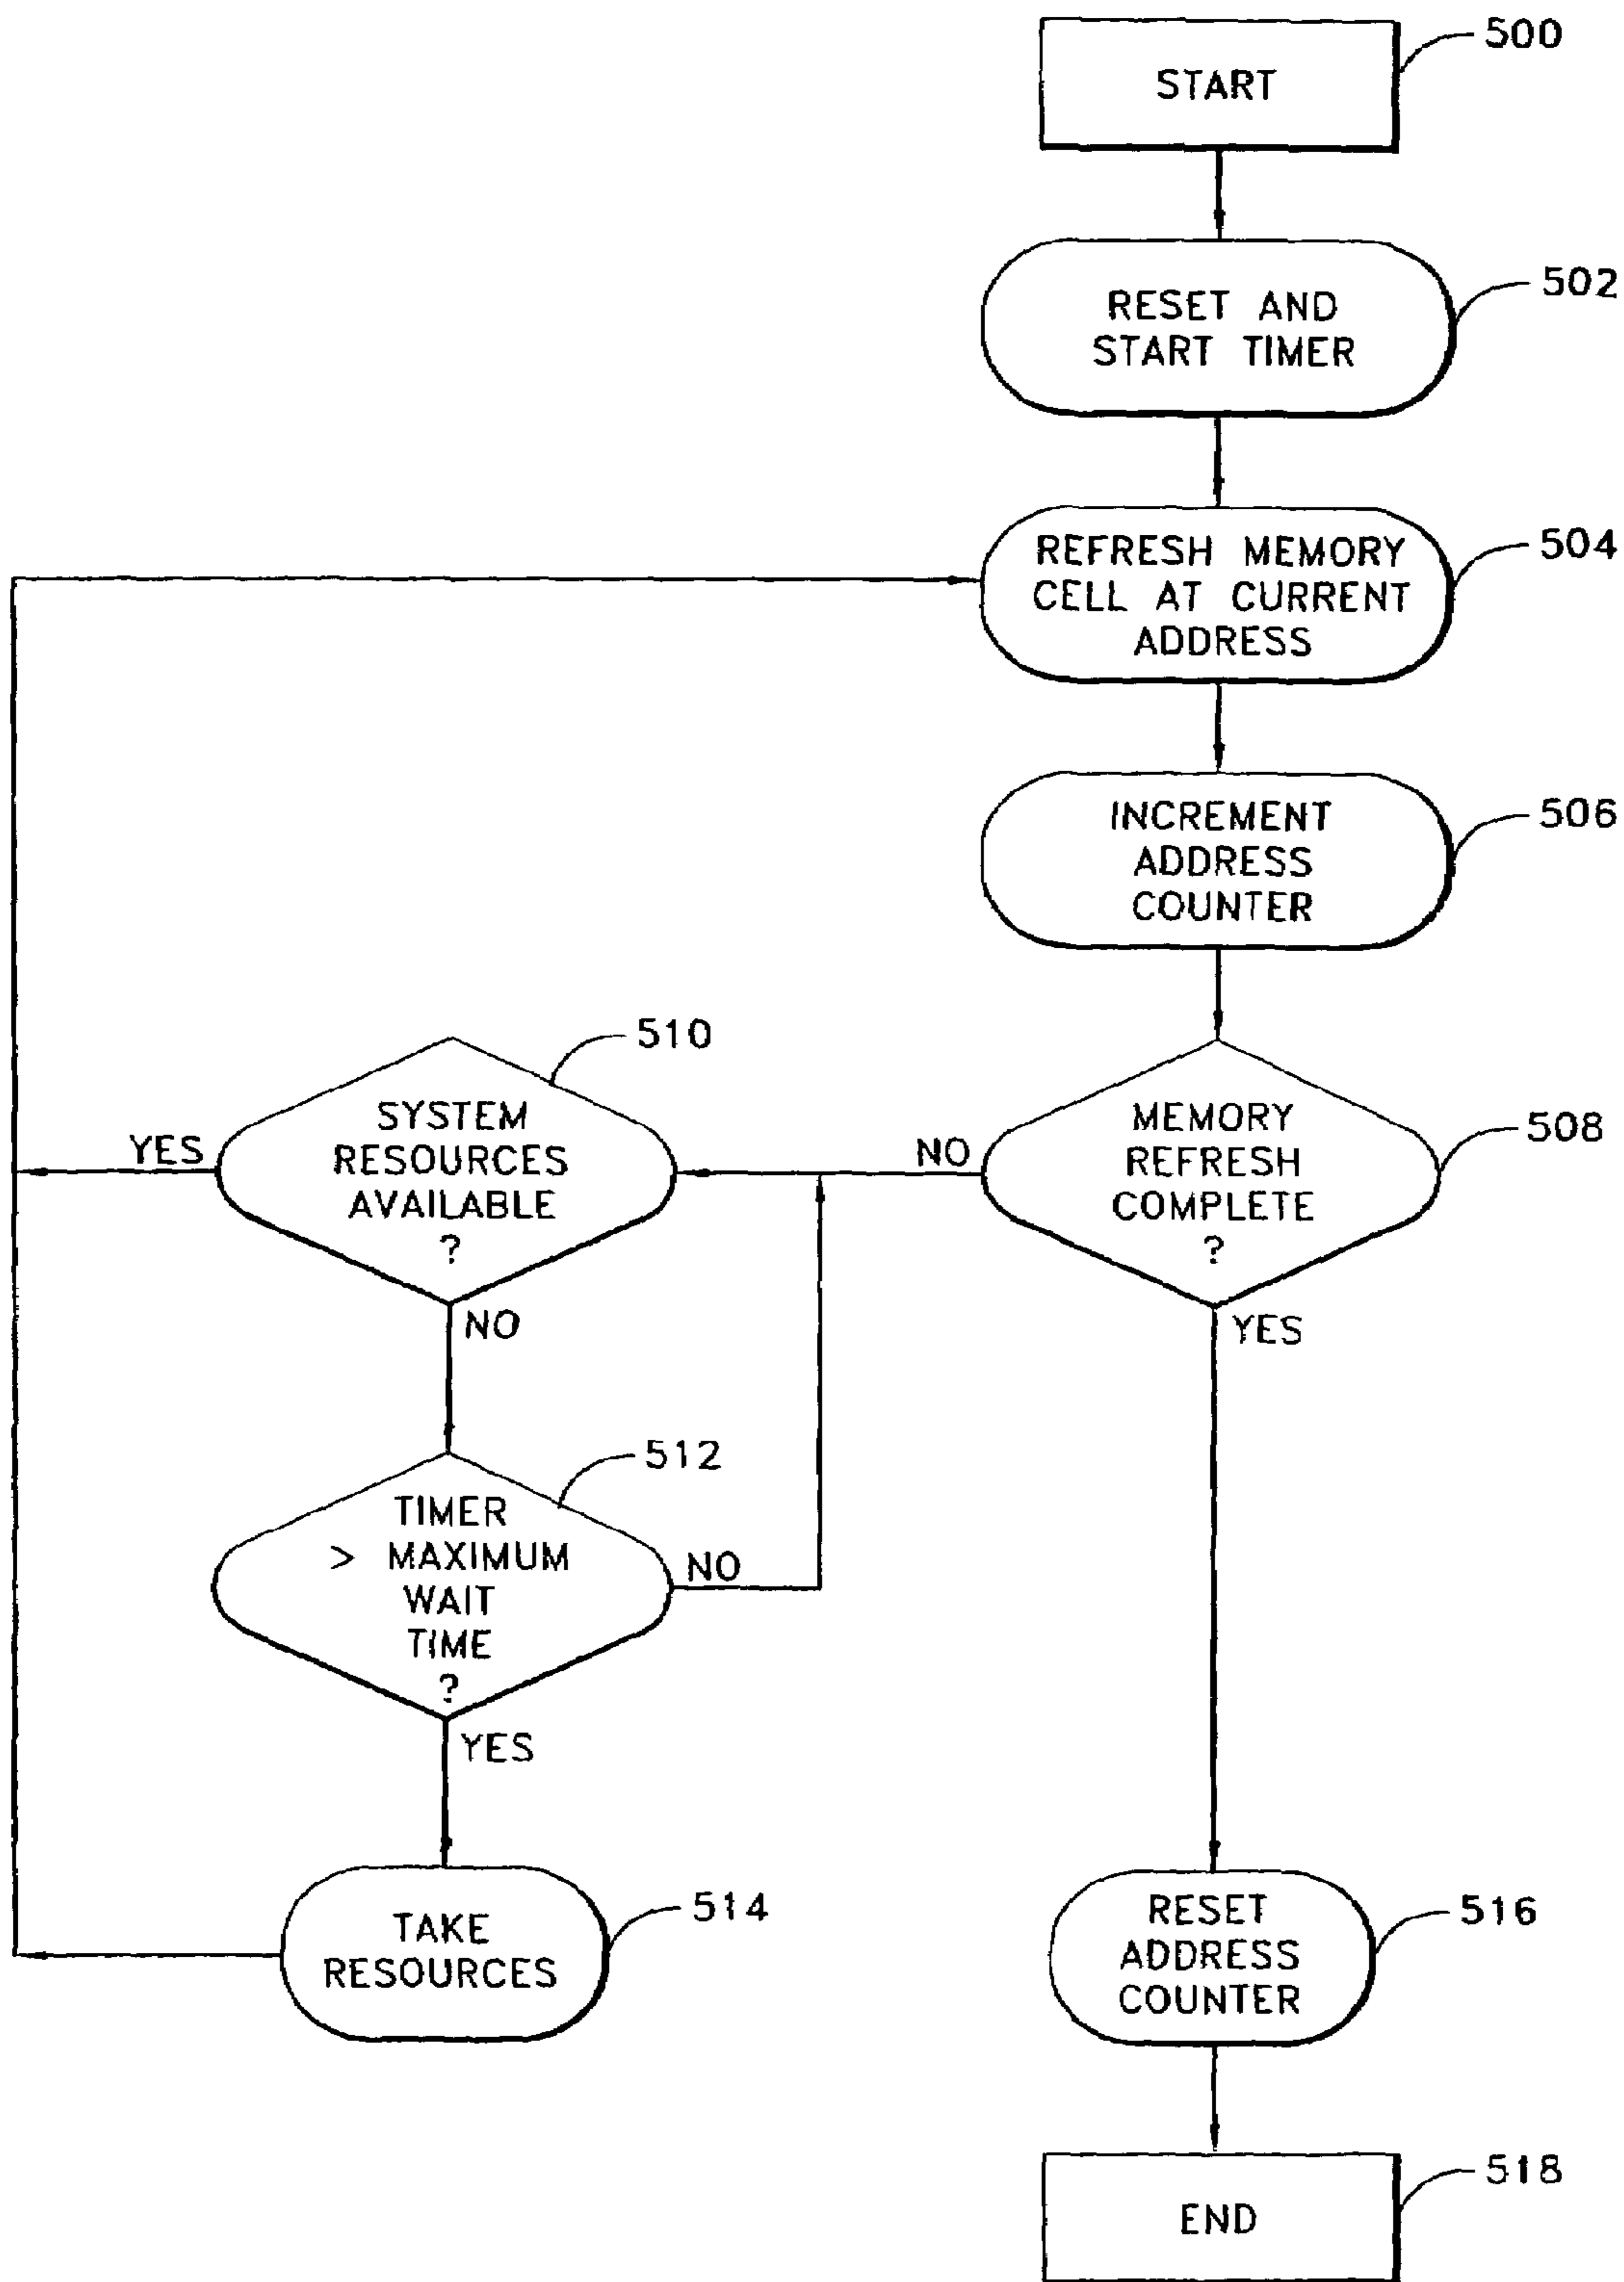 500
START
502
RESET AND
START TIMER
504
REFRESH MEMORY
CELL AT CURRENT
ADDRESS
506
INCREMENT
ADDRESS
COUNTER
508
MEMORY
REFRESH
COMPLETE
?
NO
YES
510
SYSTEM
RESOURCES
AVAILABLE
?
YES
NO
512
TIMER
> MAXIMUM
WAIT
TIME
?
NO
YES
514
TAKE
RESOURCES
516
RESET
ADDRESS
COUNTER
518
END